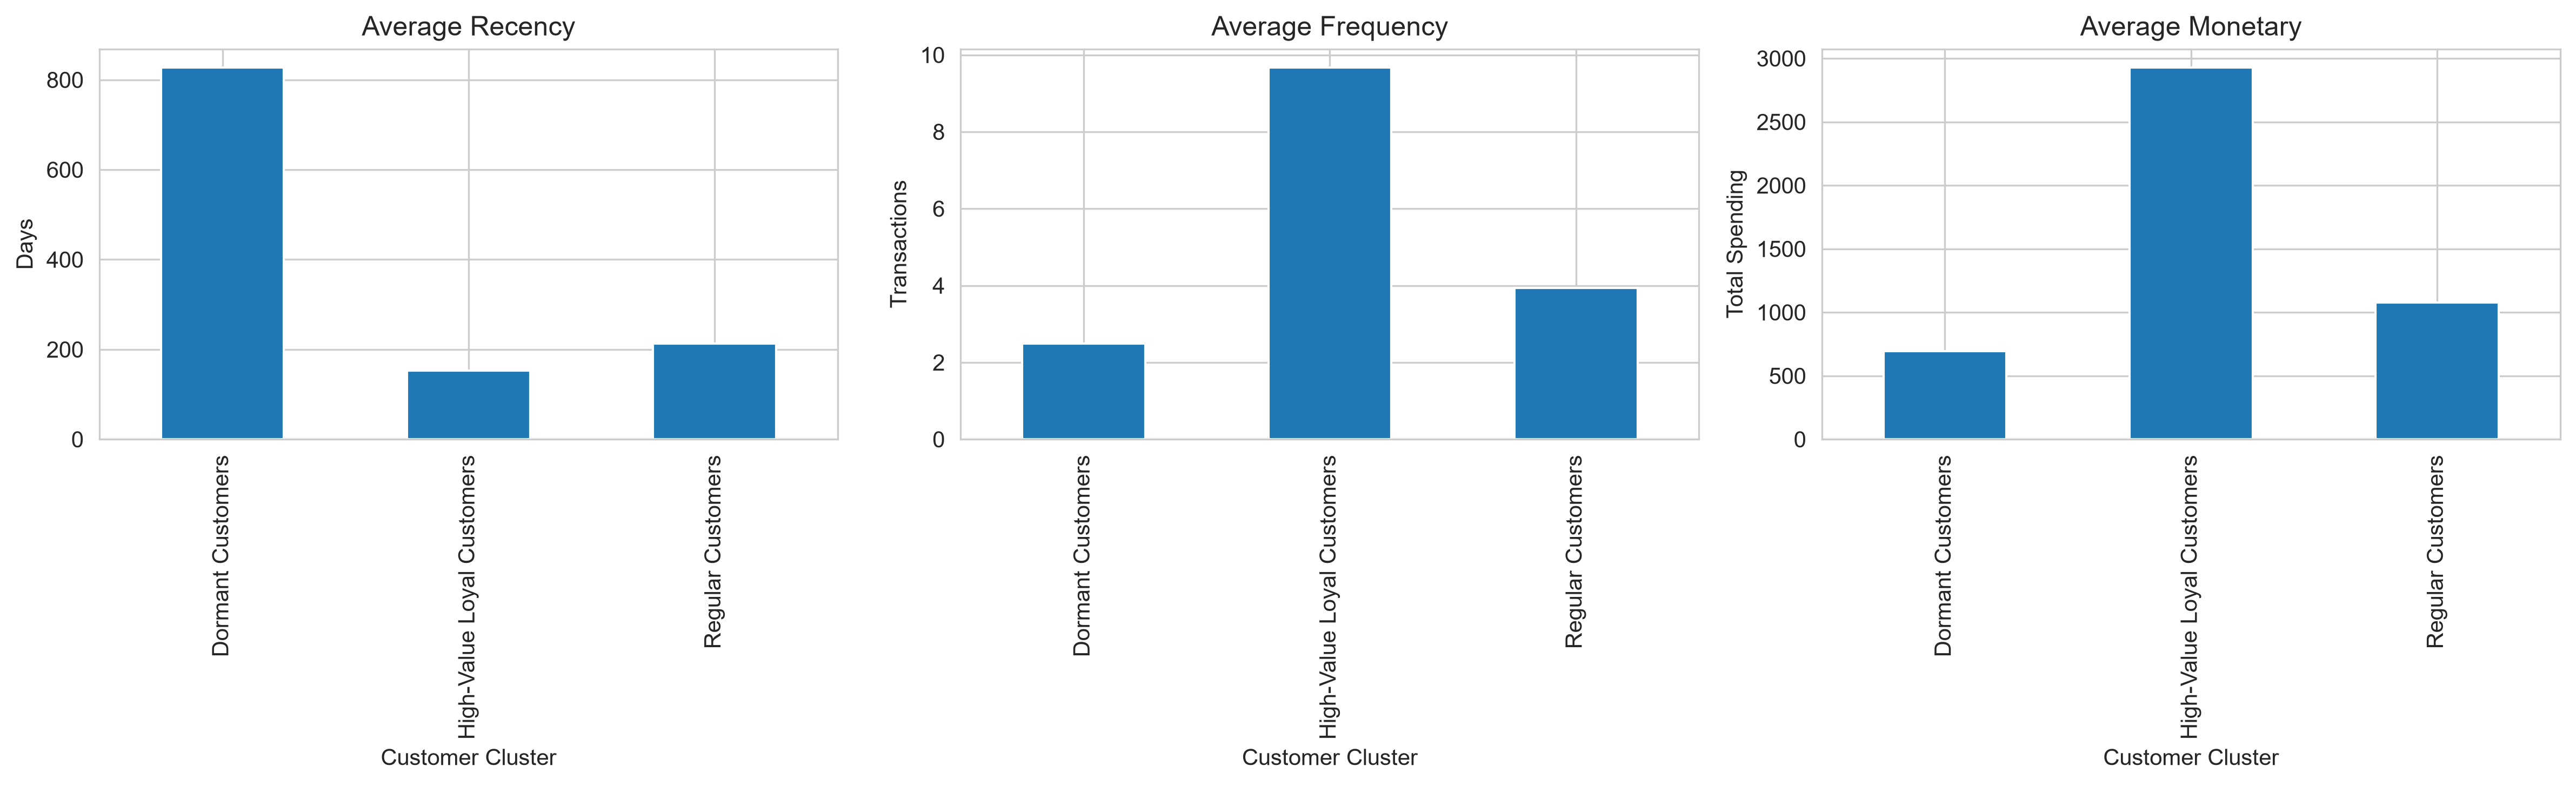 Average Recency
Days
800
600
400
200
0
Dormant Customers
High-Value Loyal Customers
Regular Customers
Customer Cluster
Average Frequency
Transactions
10
8
6
4
2
0
Dormant Customers
High-Value Loyal Customers
Regular Customers
Customer Cluster
Average Monetary
Total Spending
3000
2500
2000
1500
1000
500
0
Dormant Customers
High-Value Loyal Customers
Regular Customers
Customer Cluster